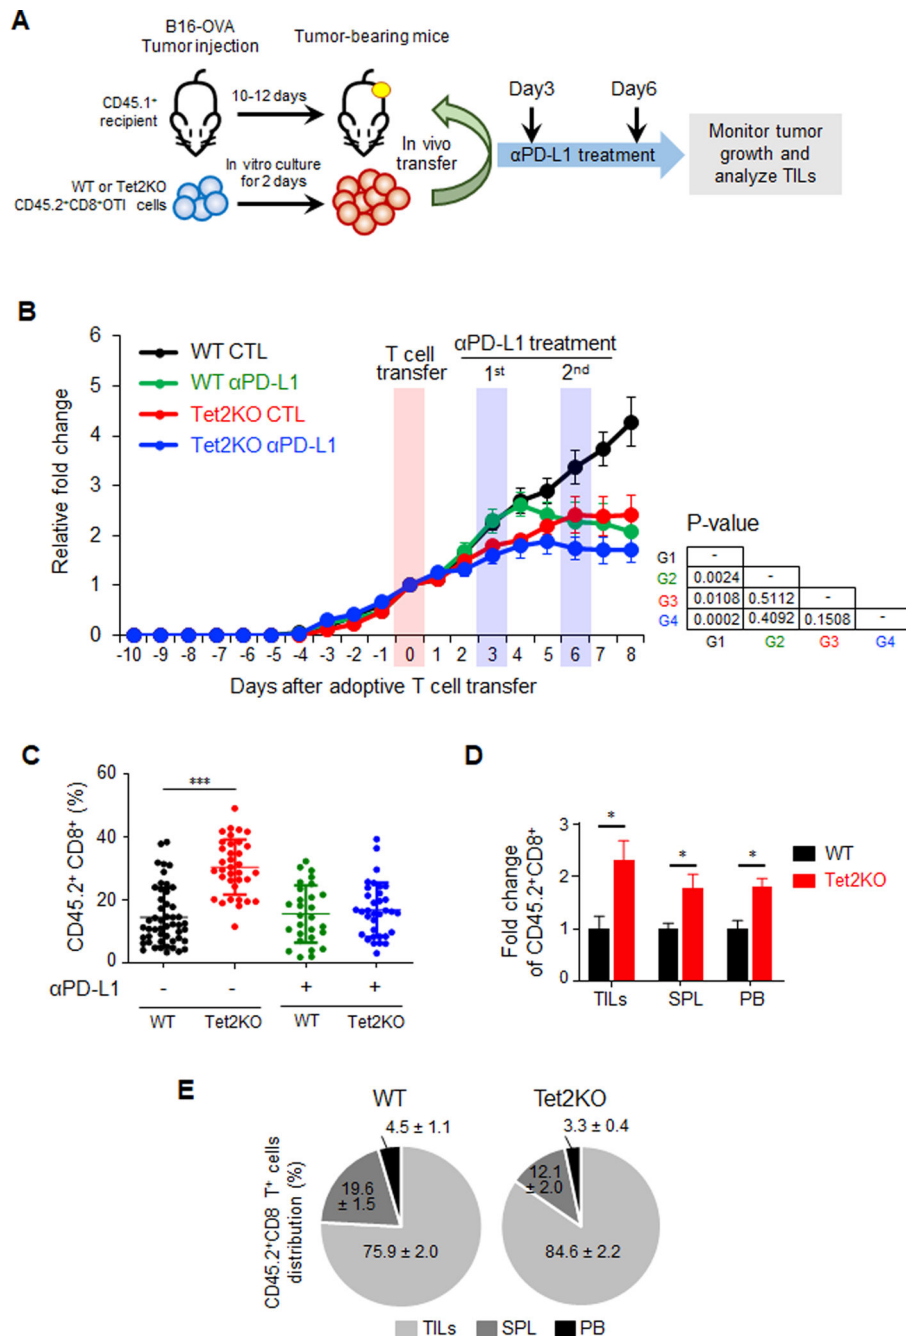 A
B16-OVA
Tumor injection
Tumor-bearing mice
CD45.1⁺
recipient
10-12 days
In vivo
transfer
Day3
Day6
αPD-L1 treatment
Monitor tumor
growth and
analyze TILs
WT or Tet2KO
CD45.2⁺CD8⁺OTI cells
In vitro culture
for 2 days
B
Relative fold change
6
5
4
3
2
1
0
WT CTL
WT αPD-L1
Tet2KO CTL
Tet2KO αPD-L1
T cell
transfer
αPD-L1 treatment
1st
2nd
-10 -9 -8 -7 -6 -5 -4 -3 -2 -1 0 1 2 3 4 5 6 7 8
Days after adoptive T cell transfer
P-value
G1 -
G2 0.0024 -
G3 0.0108 0.5112 -
G4 0.0002 0.4092 0.1508 -
G1 G2 G3 G4
C
CD45.2⁺ CD8⁺ (%)
60
40
20
0
***
αPD-L1 - - + +
WT Tet2KO WT Tet2KO
D
Fold change
of CD45.2⁺CD8⁺
3
2
1
0
* * *
WT
Tet2KO
TILs SPL PB
E
CD45.2⁺CD8 T⁺ cells
distribution (%)
WT
4.5 ± 1.1
19.6
± 1.5
75.9 ± 2.0
Tet2KO
3.3 ± 0.4
12.1
± 2.0
84.6 ± 2.2
TILs SPL PB